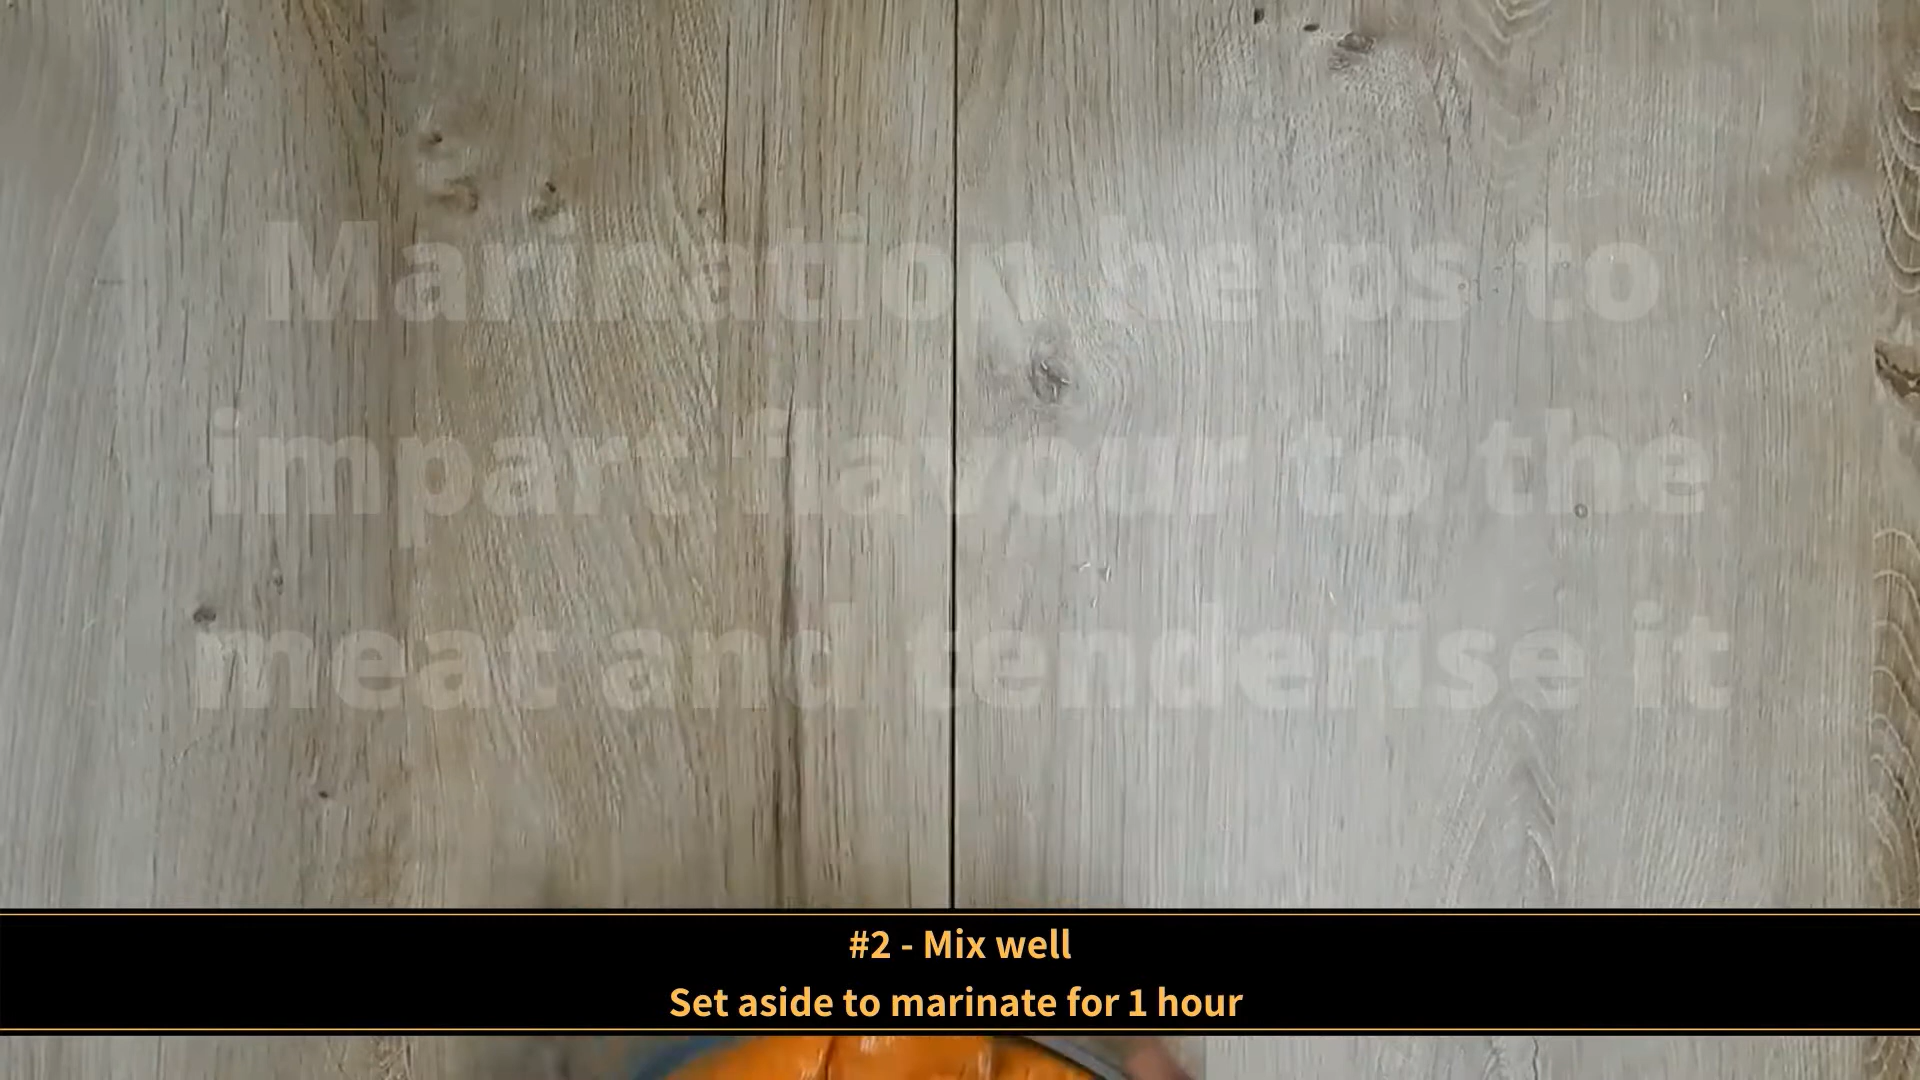 Marination helps to
impart flavour to the
meat and tenderise it
#2 - Mix well
Set aside to marinate for 1 hour